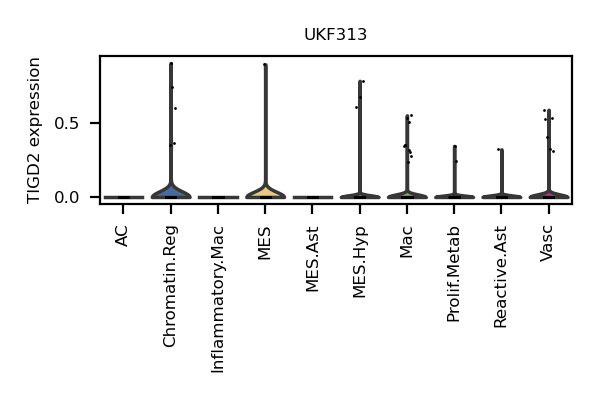 UKF313
TIGD2 expression
0.5
0.0
AC
Chromatin.Reg
Inflammatory.Mac
MES
MES.Ast
MES.Hyp
Mac
Prolif.Metab
Reactive.Ast
Vasc